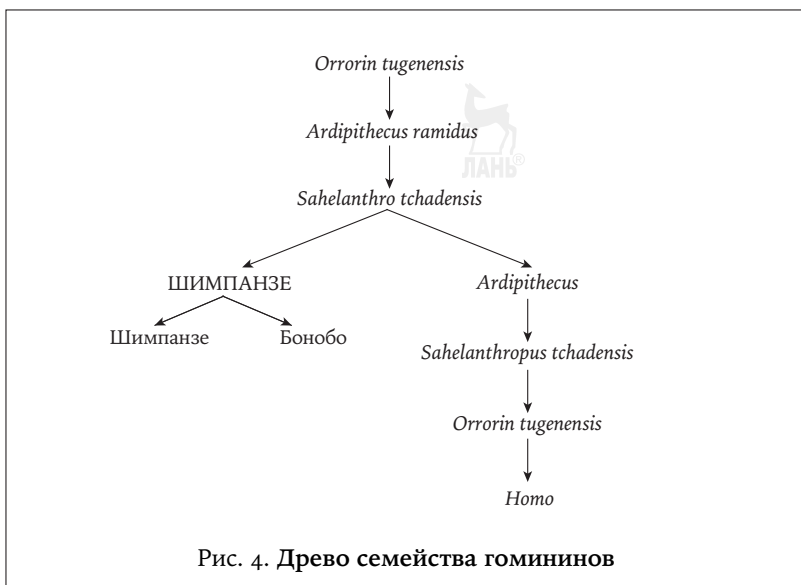 Orrorin tugenensis
Ardipithecus ramidus
ЛАНЬ®
Sahelanthro tchadensis
ШИМПАНЗЕ
Ardipithecus
Шимпанзе
Бонобо
Sahelanthropus tchadensis
Orrorin tugenensis
Homo
Рис. 4. Древо семейства гомининов